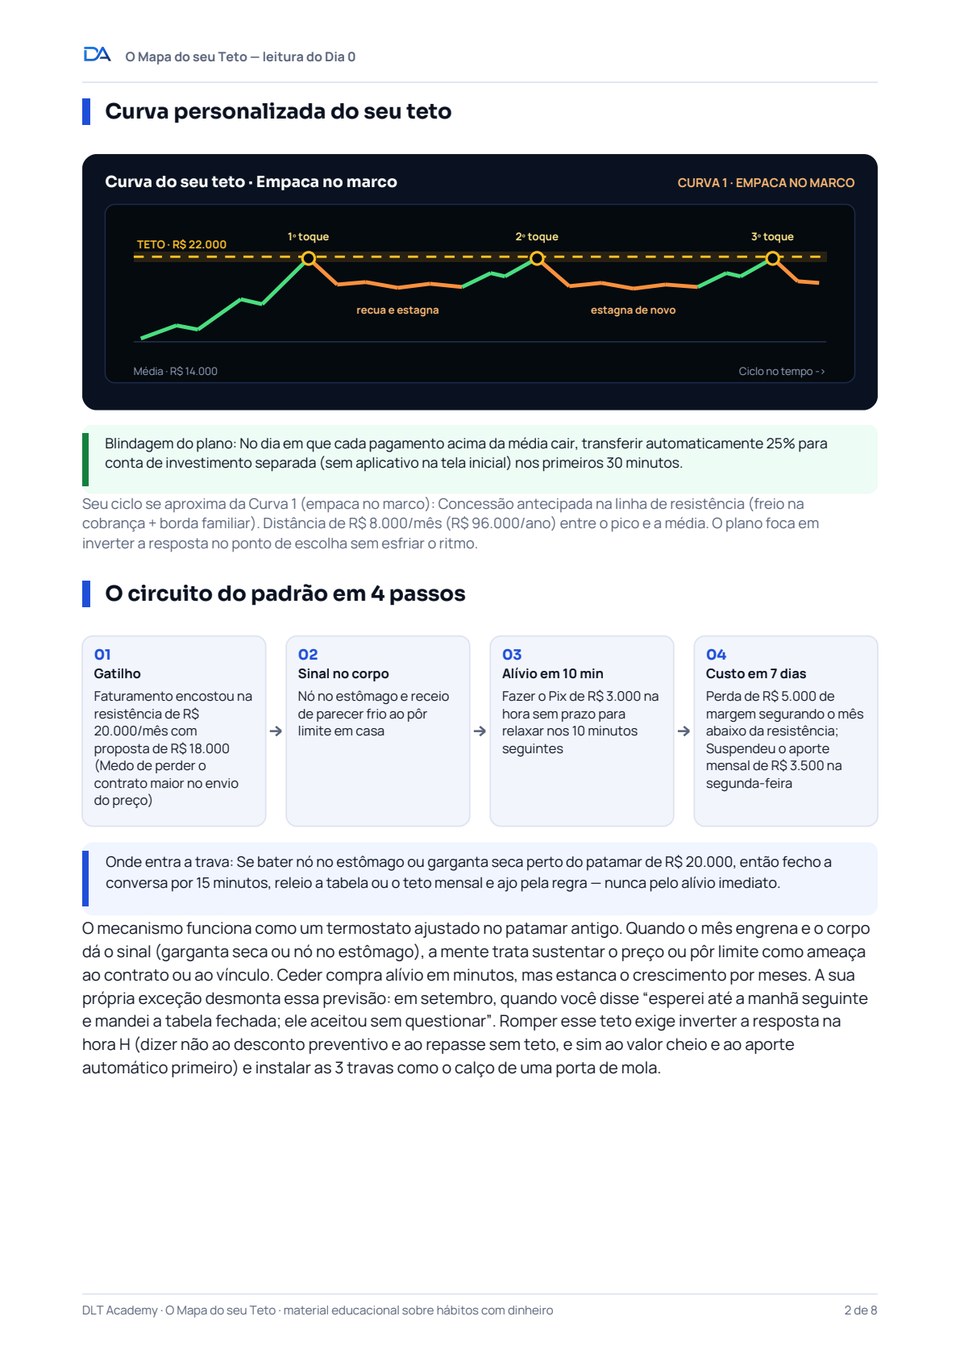 DA O Mapa do seu Teto — leitura do Dia 0
Curva personalizada do seu teto
Curva do seu teto · Empaca no marco
CURVA 1 · EMPACA NO MARCO
TETO · R$ 22.000
1º toque
2º toque
3º toque
recua e estagna
estagna de novo
Média · R$ 14.000
Ciclo no tempo ->
Blindagem do plano: No dia em que cada pagamento acima da média cair, transferir automaticamente 25% para
conta de investimento separada (sem aplicativo na tela inicial) nos primeiros 30 minutos.
Seu ciclo se aproxima da Curva 1 (empaca no marco): Concessão antecipada na linha de resistência (freio na
cobrança + borda familiar). Distância de R$ 8.000/mês (R$ 96.000/ano) entre o pico e a média. O plano foca em
inverter a resposta no ponto de escolha sem esfriar o ritmo.
O circuito do padrão em 4 passos
01
Gatilho
Faturamento encostou na
resistência de R$
20.000/mês com
proposta de R$ 18.000
(Medo de perder o
contrato maior no envio
do preço)
02
Sinal no corpo
Nó no estômago e receio
de parecer frio ao pôr
limite em casa
03
Alívio em 10 min
Fazer o Pix de R$ 3.000 na
hora sem prazo para
relaxar nos 10 minutos
seguintes
04
Custo em 7 dias
Perda de R$ 5.000 de
margem segurando o mês
abaixo da resistência;
Suspendeu o aporte
mensal de R$ 3.500 na
segunda-feira
Onde entra a trava: Se bater nó no estômago ou garganta seca perto do patamar de R$ 20.000, então fecho a
conversa por 15 minutos, releio a tabela ou o teto mensal e ajo pela regra — nunca pelo alívio imediato.
O mecanismo funciona como um termostato ajustado no patamar antigo. Quando o mês engrena e o corpo
dá o sinal (garganta seca ou nó no estômago), a mente trata sustentar o preço ou pôr limite como ameaça
ao contrato ou ao vínculo. Ceder compra alívio em minutos, mas estanca o crescimento por meses. A sua
própria exceção desmonta essa previsão: em setembro, quando você disse “esperei até a manhã seguinte
e mandei a tabela fechada; ele aceitou sem questionar”. Romper esse teto exige inverter a resposta na
hora H (dizer não ao desconto preventivo e ao repasse sem teto, e sim ao valor cheio e ao aporte
automático primeiro) e instalar as 3 travas como o calço de uma porta de mola.
DLT Academy · O Mapa do seu Teto · material educacional sobre hábitos com dinheiro
2 de 8